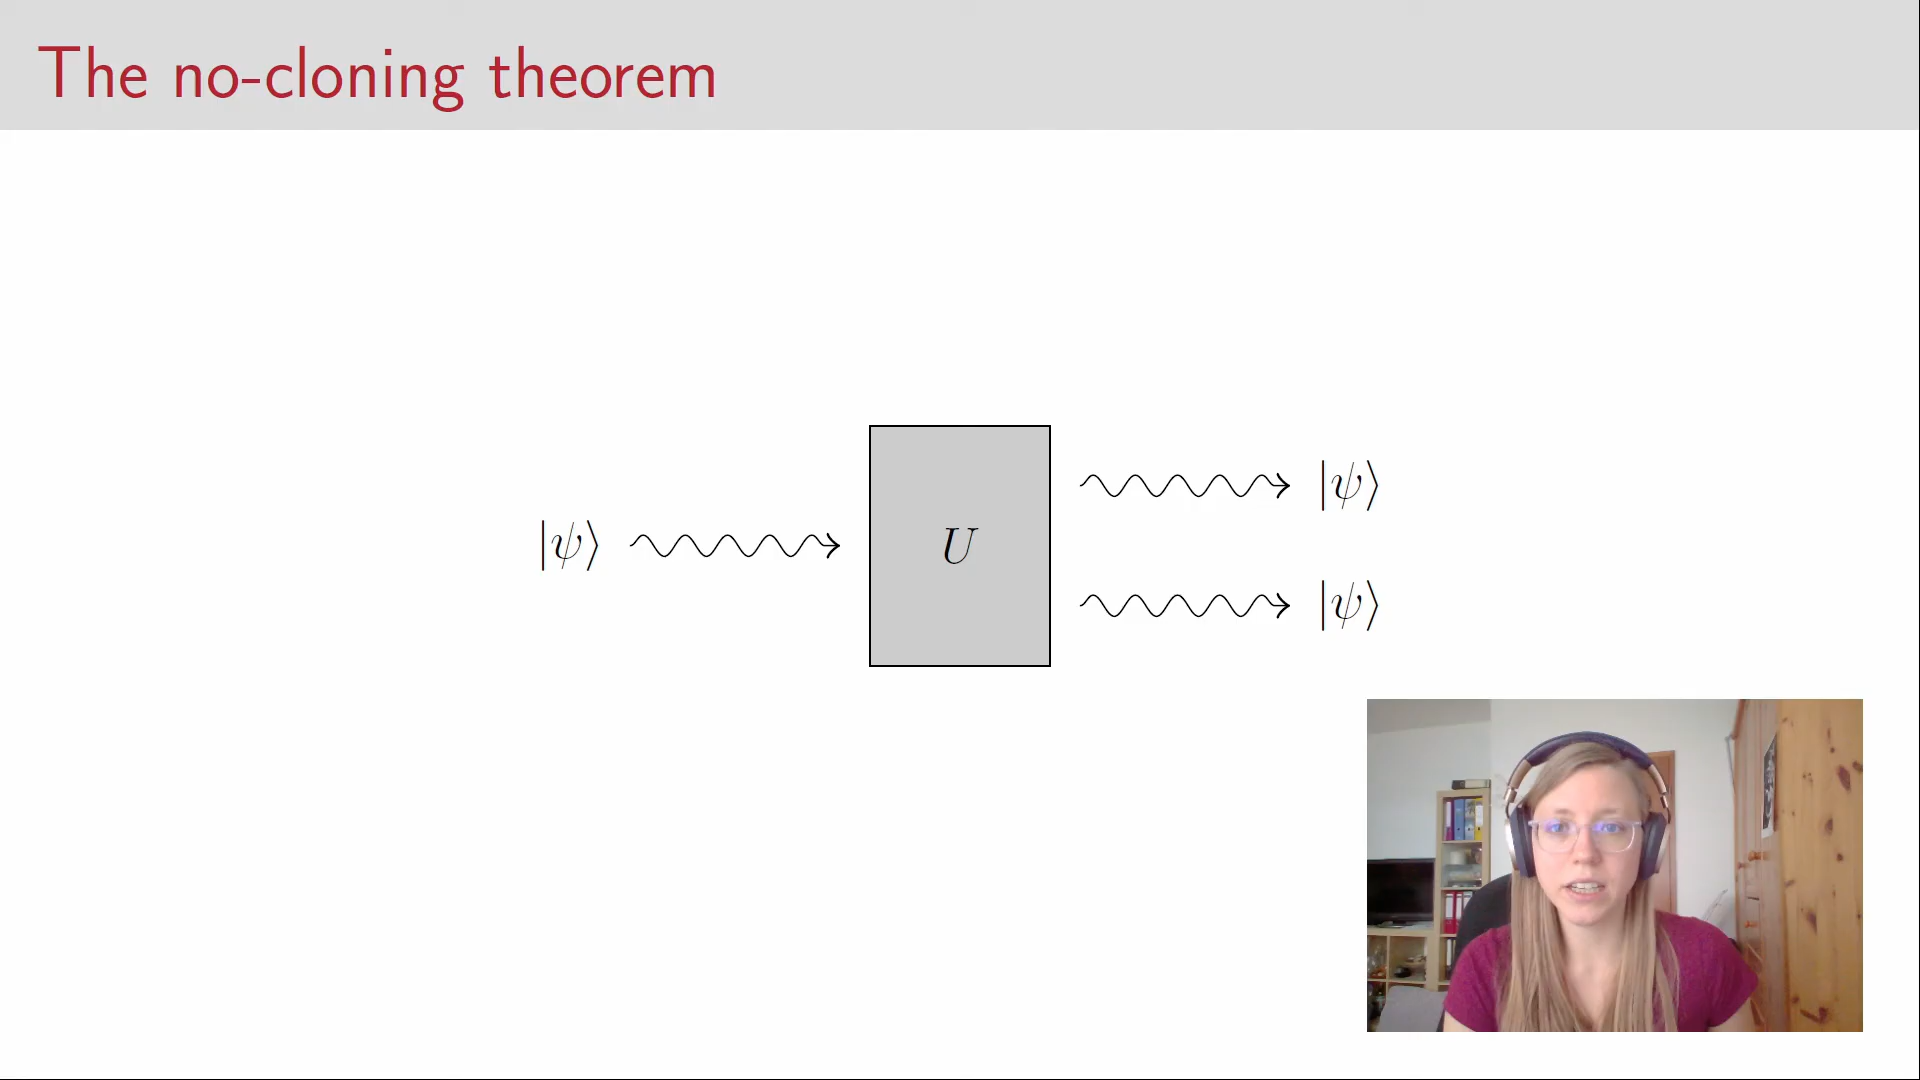 The no-cloning theorem
|ψ⟩
U
|ψ⟩
|ψ⟩